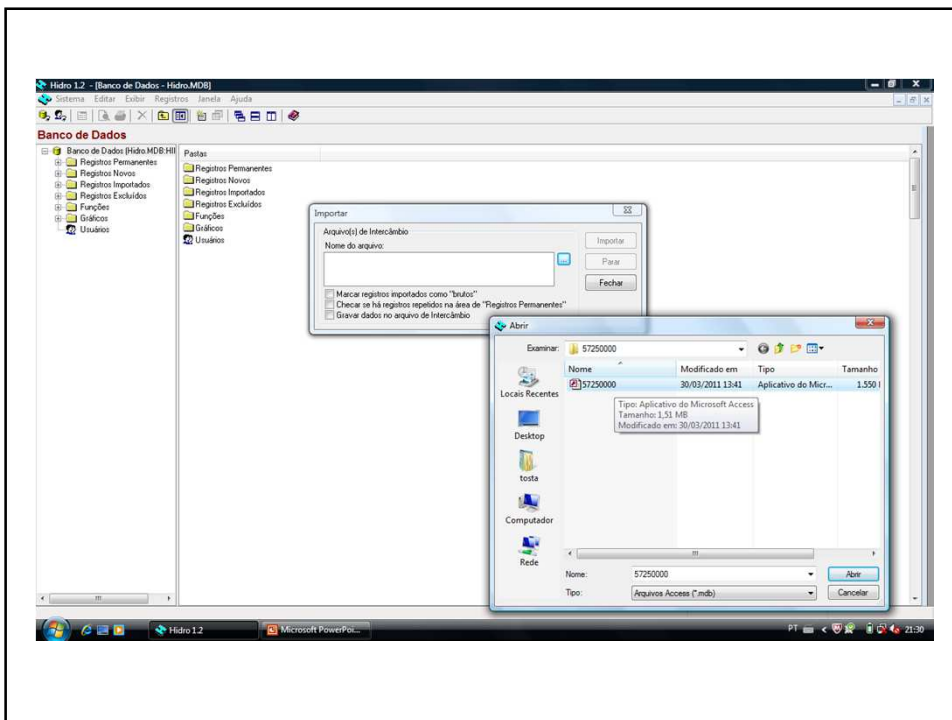 Hidro 1.2 - [Banco de Dados - Hidro.MDB]
Sistema Editar Exibir Registros Janela Ajuda
Banco de Dados
Banco de Dados [Hidro.MDB:HII
Registros Permanentes
Registros Novos
Registros Importados
Registros Excluídos
Funções
Gráficos
Usuários
Pastas
Registros Permanentes
Registros Novos
Registros Importados
Registros Excluídos
Funções
Gráficos
Usuários
Importar
Arquivo(s) de Intercâmbio
Nome do arquivo:
...
Importar
Parar
Fechar
Marcar registros importados como "brutos"
Checar se há registros repetidos na área de "Registros Permanentes"
Gravar dados no arquivo de Intercâmbio
Abrir
Examinar: 57250000
Nome Modificado em Tipo Tamanho
57250000 30/03/2011 13:41 Aplicativo do Micr... 1.550
Tipo: Aplicativo do Microsoft Access
Tamanho: 1,51 MB
Modificado em: 30/03/2011 13:41
Locais Recentes
Desktop
tosta
Computador
Rede
Nome: 57250000 Abrir
Tipo: Arquivos Access (*.mdb) Cancelar
Hidro 1.2 Microsoft PowerPoi... PT 21:30